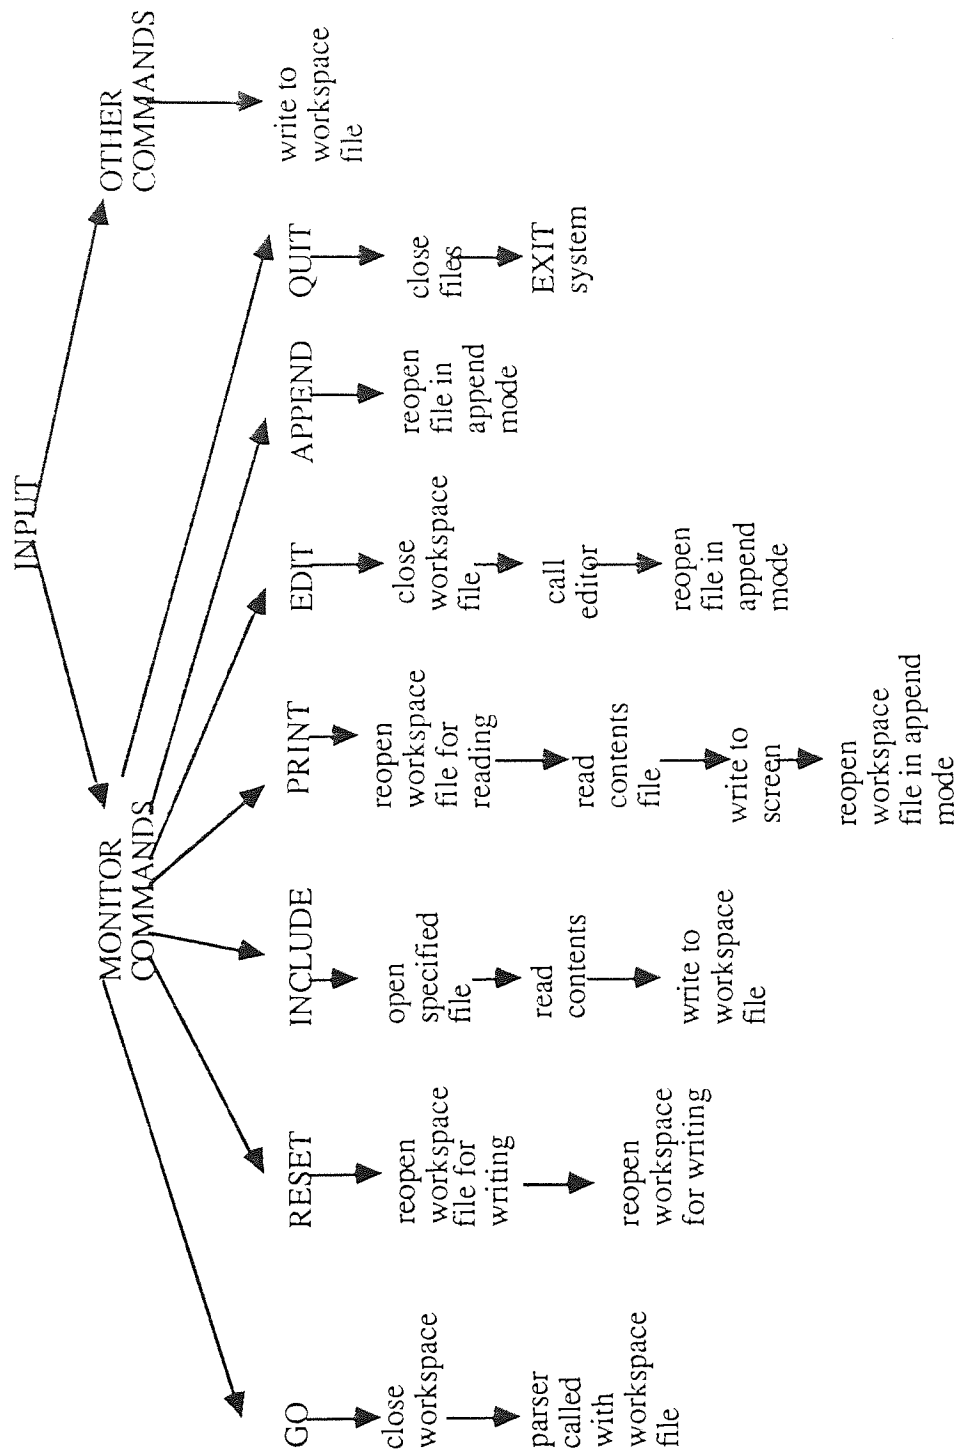 INPUT
MONITOR
COMMANDS
OTHER
COMMANDS
GO
close
workspace
parser
called
with
workspace
file
RESET
reopen
workspace
file for
writing
reopen
workspace
for writing
INCLUDE
open
specified
file
read
contents
write to
workspace
file
PRINT
reopen
workspace
file for
reading
read
contents
file
write to
screen
reopen
workspace
file in append
mode
EDIT
close
workspace
file
call
editor
reopen
file in
append
mode
APPEND
reopen
file in
append
mode
QUIT
close
files
EXIT
system
write to
workspace
file